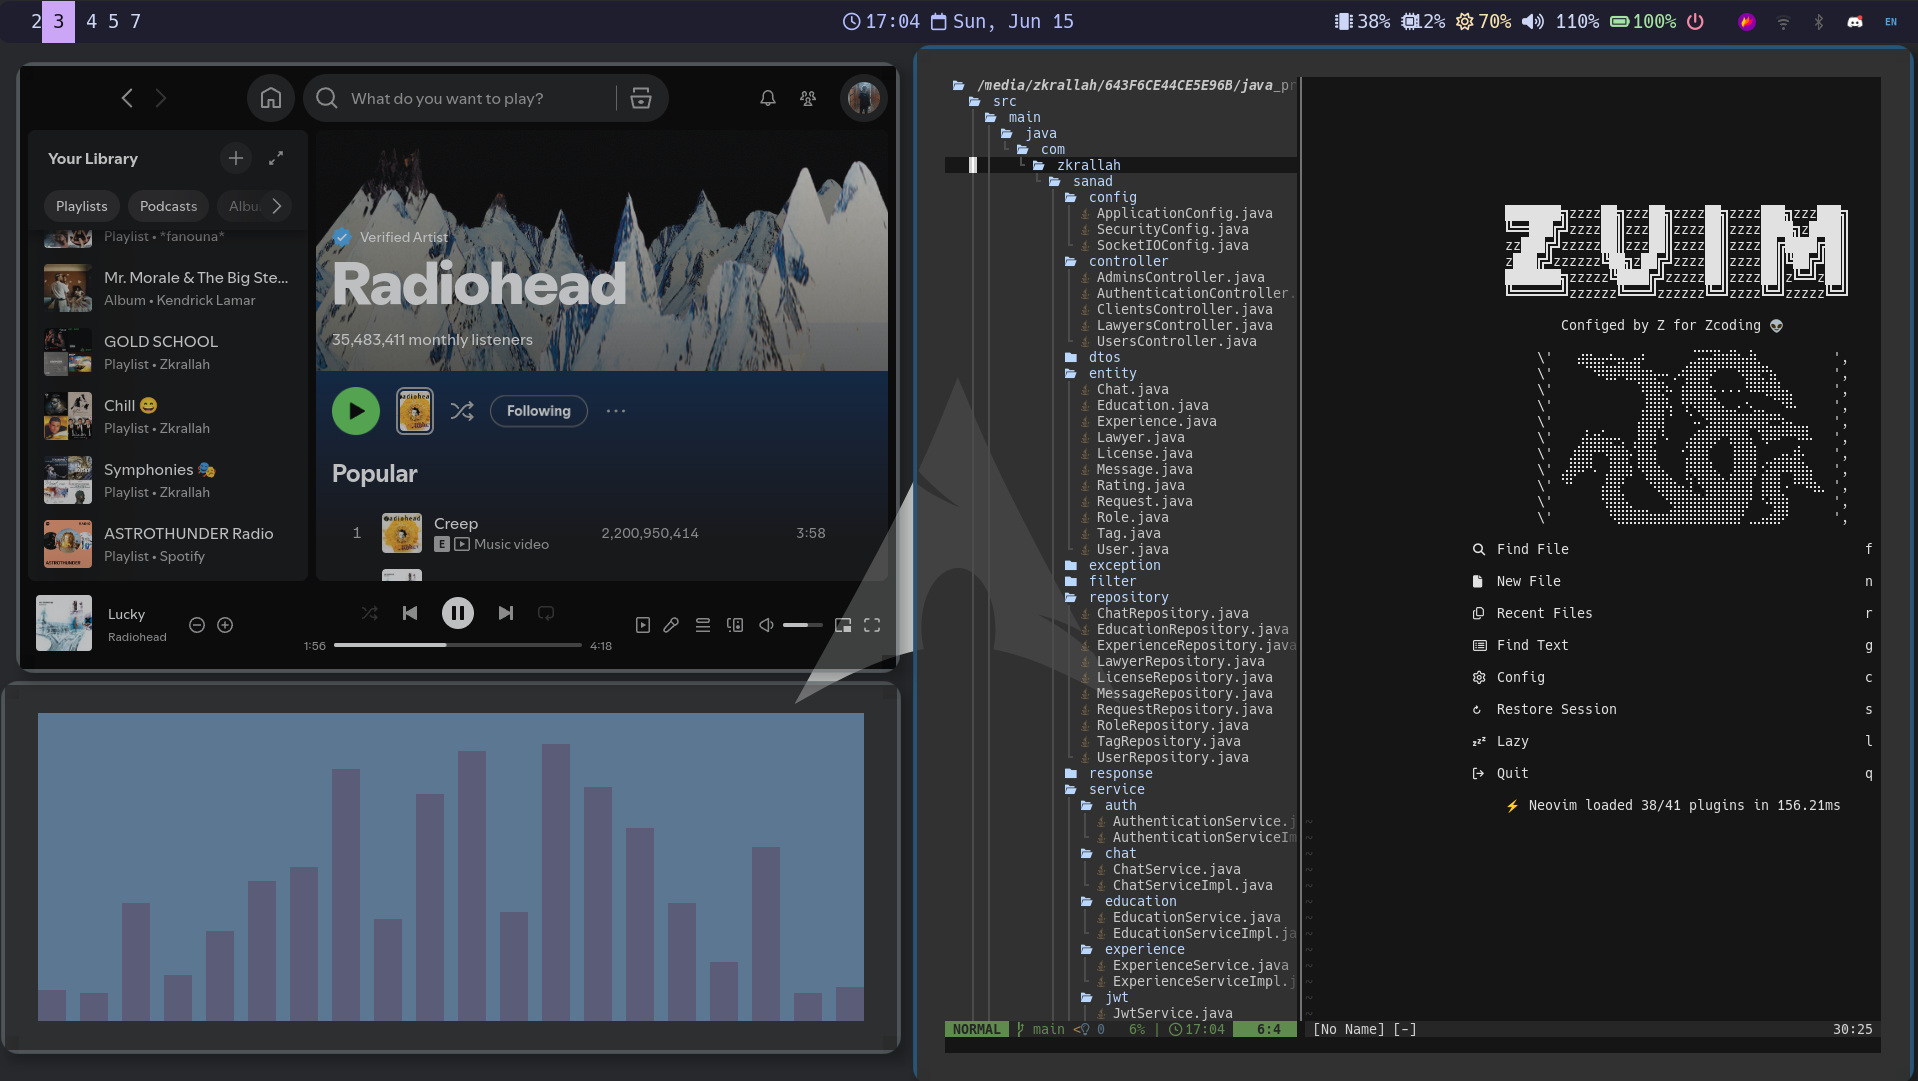 2 3 4 5 7
17:04 Sun, Jun 15
38% 12% 70% 110% 100% EN
What do you want to play?
Your Library
Playlists Podcasts
Playlist • *fanouna*
Mr. Morale & The Big Ste...
Album • Kendrick Lamar
GOLD SCHOOL
Playlist • Zkrallah
Chill 😄
Playlist • Zkrallah
Symphonies 🎭
Playlist • Zkrallah
ASTROTHUNDER Radio
Playlist • Spotify
Verified Artist
Radiohead
35,483,411 monthly listeners
Following
Popular
1 Creep 2,200,950,414 3:58
E Music video
Lucky
Radiohead
1:56 4:18
/media/zkrallah/643F6CE44CE5E96B/java_pr
src
main
java
com
zkrallah
sanad
config
ApplicationConfig.java
SecurityConfig.java
SocketIOConfig.java
controller
AdminsController.java
AuthenticationController.
ClientsController.java
LawyersController.java
UsersController.java
dtos
entity
Chat.java
Education.java
Experience.java
Lawyer.java
License.java
Message.java
Rating.java
Request.java
Role.java
Tag.java
User.java
exception
filter
repository
ChatRepository.java
EducationRepository.java
ExperienceRepository.java
LawyerRepository.java
LicenseRepository.java
MessageRepository.java
RequestRepository.java
RoleRepository.java
TagRepository.java
UserRepository.java
response
service
auth
AuthenticationService.j
AuthenticationServiceIm
chat
ChatService.java
ChatServiceImpl.java
education
EducationService.java
EducationServiceImpl.ja
experience
ExperienceService.java
ExperienceServiceImpl.j
jwt
JwtService.java
NORMAL main 0 6% | 17:04 6:4
ZVIM
Configed by Z for Zcoding 👽
Find File f
New File n
Recent Files r
Find Text g
Config c
Restore Session s
Lazy l
Quit q
⚡ Neovim loaded 38/41 plugins in 156.21ms
[No Name] [-] 30:25